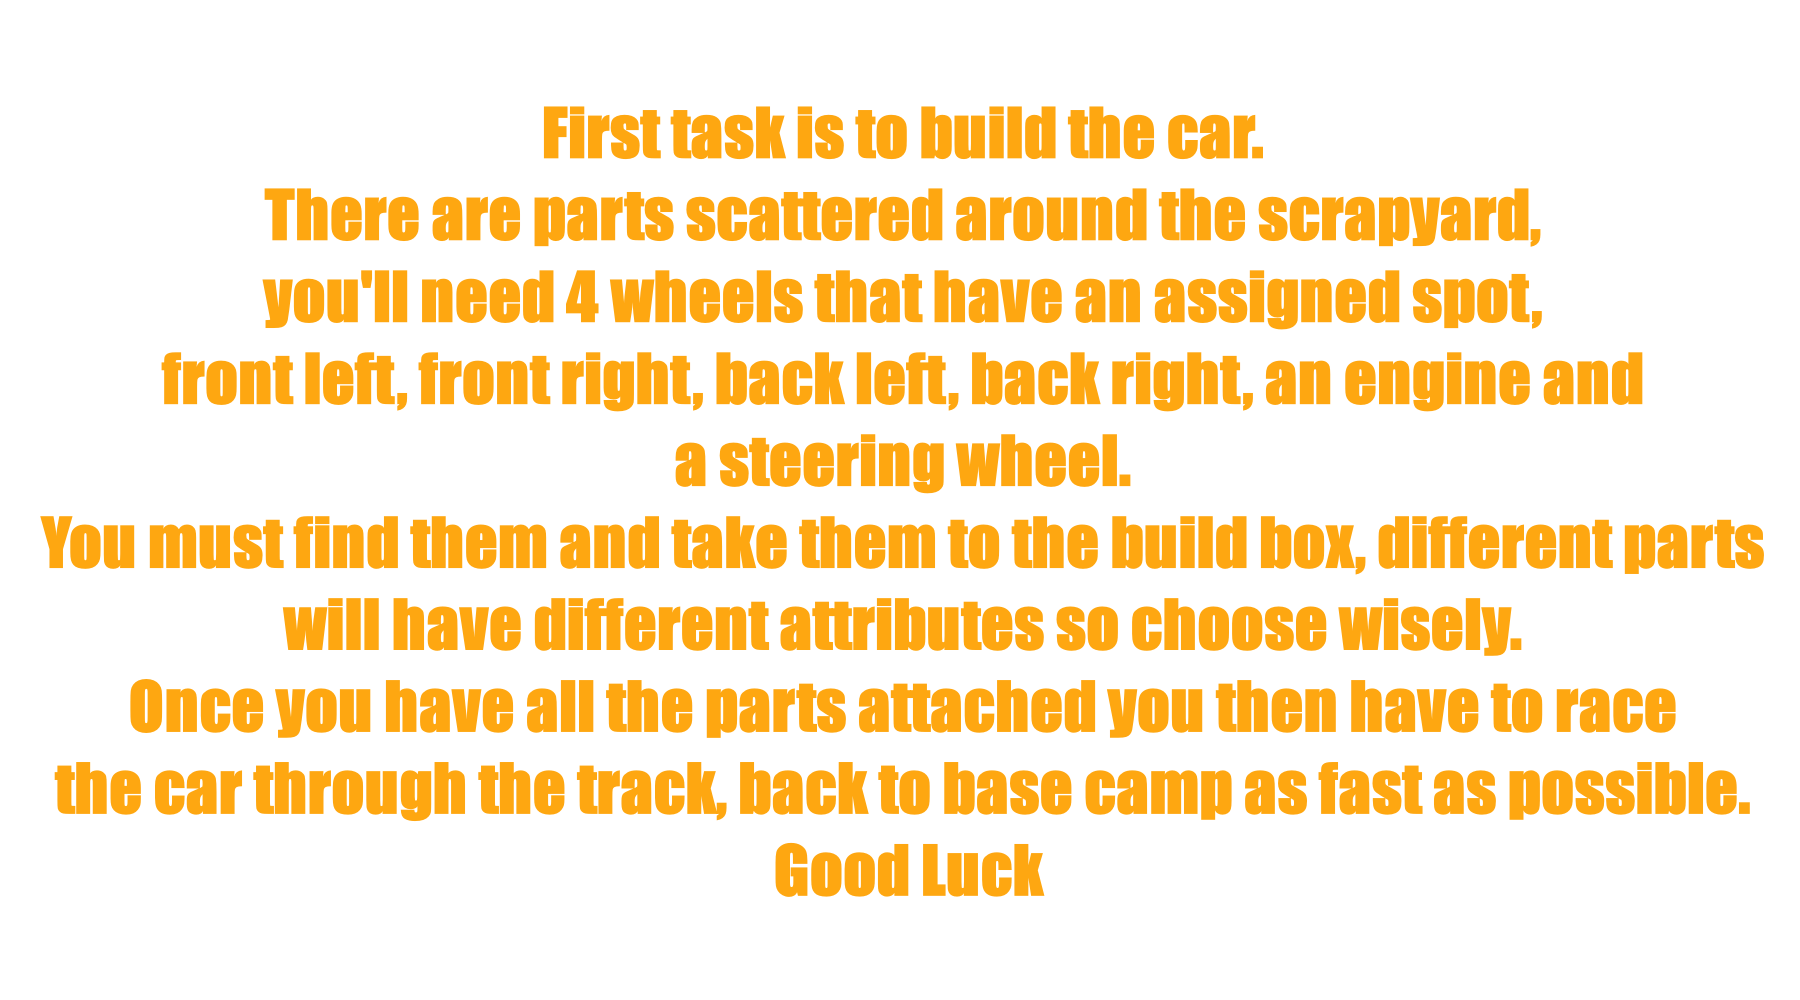 First task is to build the car.
There are parts scattered around the scrapyard,
you'll need 4 wheels that have an assigned spot,
front left, front right, back left, back right, an engine and
a steering wheel.
You must find them and take them to the build box, different parts
will have different attributes so choose wisely.
Once you have all the parts attached you then have to race
the car through the track, back to base camp as fast as possible.
Good Luck